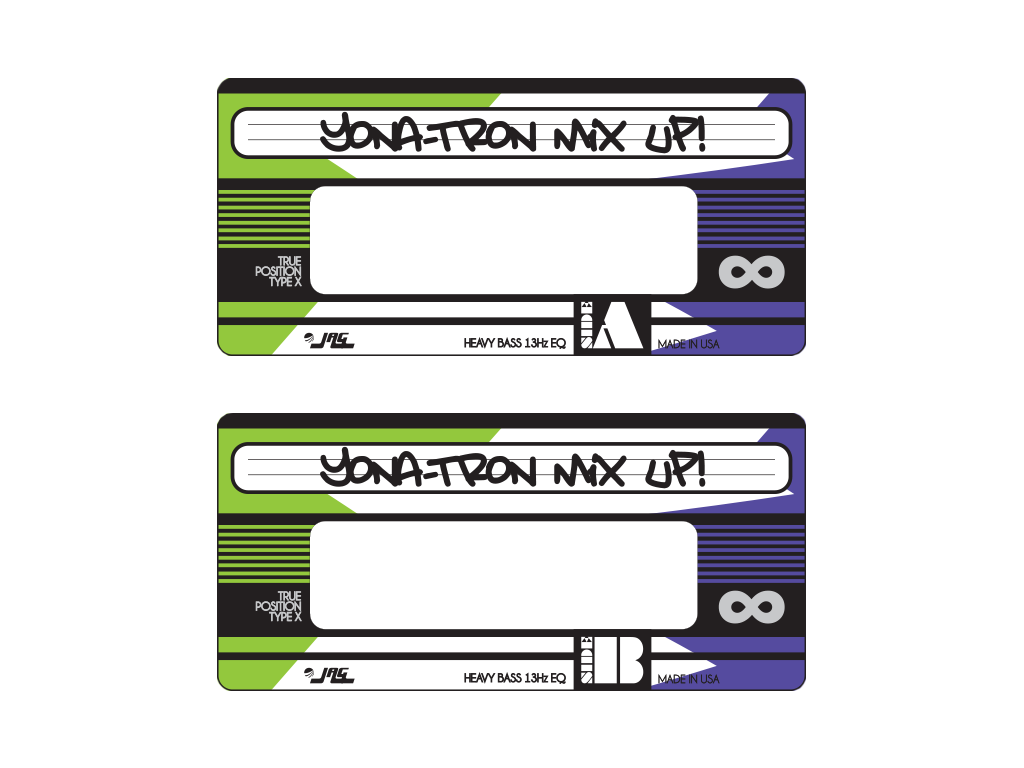 YONA-TRON MiX UP!
TRUE
POSITION
TYPE X
∞
JAG
HEAVY BASS 13Hz EQ
SIDE A
MADE IN USA
YONA-TRON MiX UP!
TRUE
POSITION
TYPE X
∞
JAG
HEAVY BASS 13Hz EQ
SIDE B
MADE IN USA